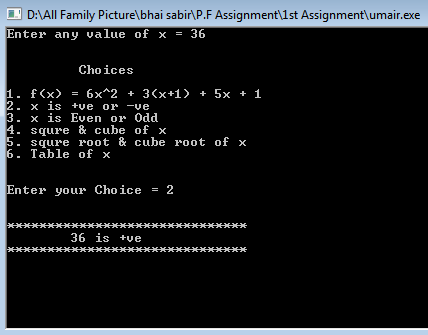 D:\All Family Picture\bhai sabir\P.F Assignment\1st Assignment\umair.exe
Enter any value of x = 36
Choices
1. f(x) = 6x^2 + 3(x+1) + 5x + 1
2. x is +ve or -ve
3. x is Even or Odd
4. squre & cube of x
5. squre root & cube root of x
6. Table of x
Enter your Choice = 2
******************************
36 is +ve
******************************